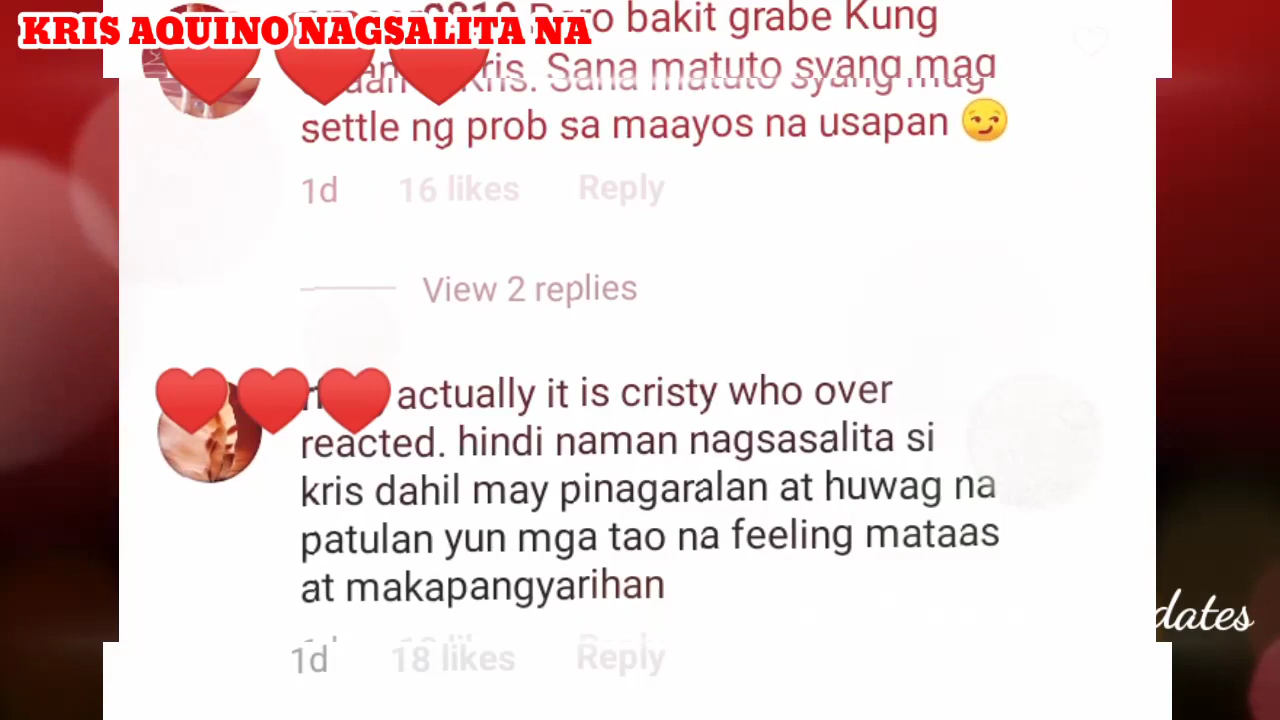 KRIS AQUINO NAGSALITA NA
bakit grabe Kung
Kris. Sana matuto syang mag
settle ng prob sa maayos na usapan 😏
1d 16 likes Reply
View 2 replies
actually it is cristy who over
reacted. hindi naman nagsasalita si
kris dahil may pinagaralan at huwag na
patulan yun mga tao na feeling mataas
at makapangyarihan
1d 18 likes Reply
dates